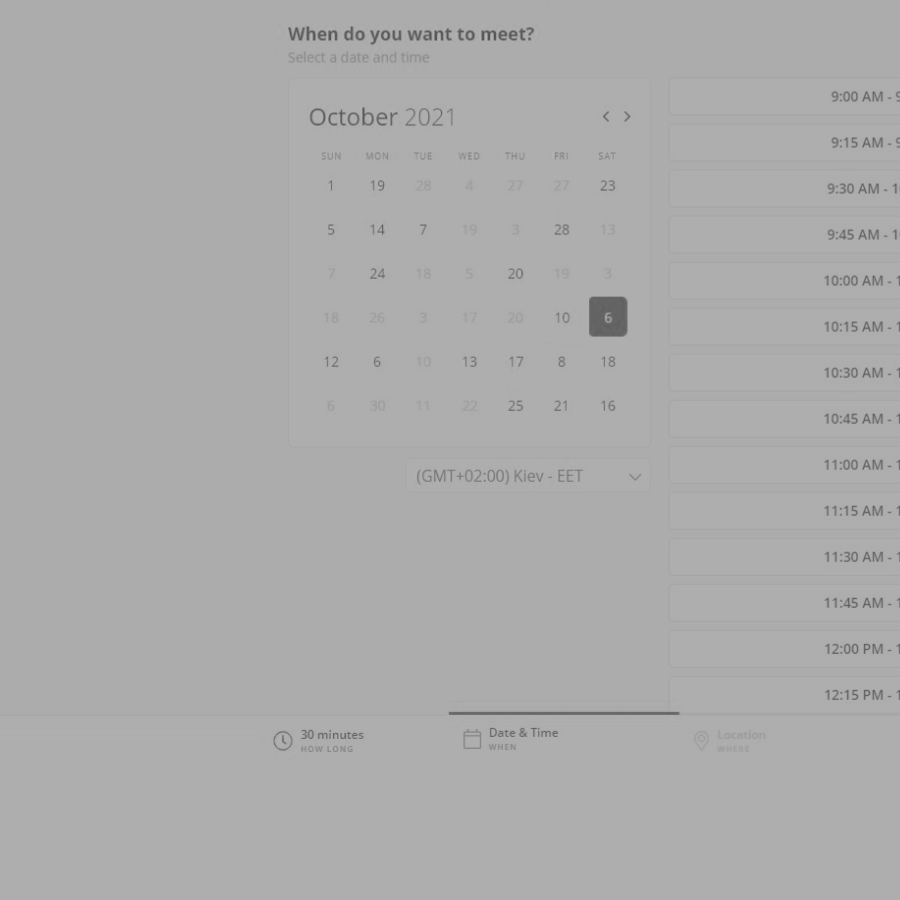 When do you want to meet?
Select a date and time
October 2021
SUN MON TUE WED THU FRI SAT
1 19 28 4 27 27 23
5 14 7 19 3 28 13
7 24 18 5 20 19 3
18 26 3 17 20 10 6
12 6 10 13 17 8 18
6 30 11 22 25 21 16
(GMT+02:00) Kiev - EET
9:00 AM - 9
9:15 AM - 9
9:30 AM - 1
9:45 AM - 1
10:00 AM - 1
10:15 AM - 1
10:30 AM - 1
10:45 AM - 1
11:00 AM - 1
11:15 AM - 1
11:30 AM - 1
11:45 AM - 1
12:00 PM - 1
12:15 PM - 1
30 minutes
HOW LONG
Date & Time
WHEN
Location
WHERE